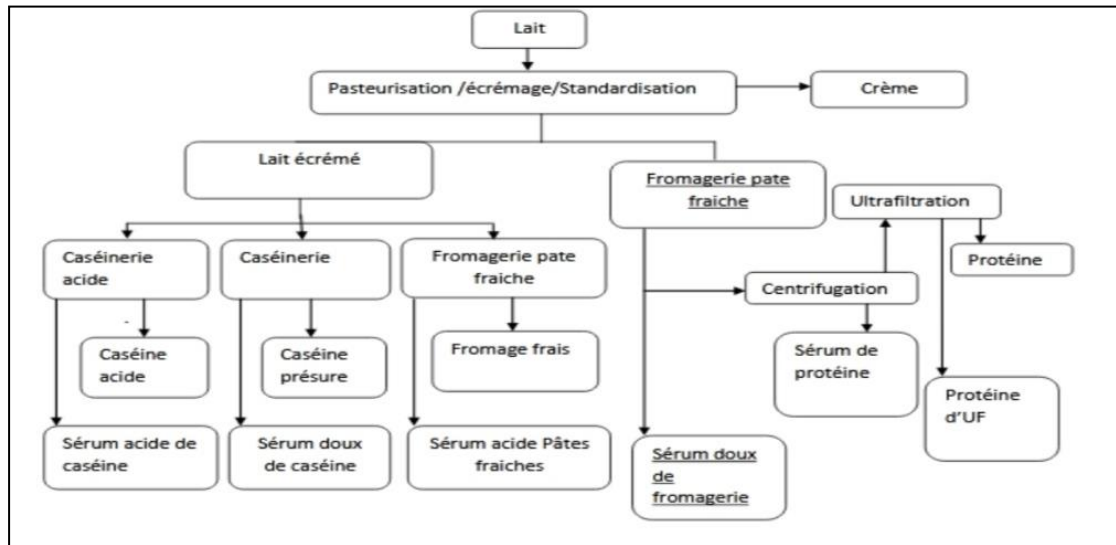 Lait
Pasteurisation /écrémage/Standardisation
Crème
Lait écrémé
Fromagerie pate
fraiche
Ultrafiltration
Protéine
Caséinerie
acide
Caséinerie
Fromagerie pate
fraiche
Centrifugation
Caséine
acide
Caséine
présure
Fromage frais
Sérum de
protéine
Protéine
d'UF
Sérum acide de
caséine
Sérum doux
de caséine
Sérum acide Pâtes
fraiches
Sérum doux
de
fromagerie